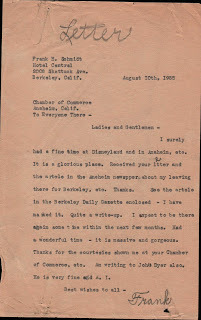 Letter
Frank E. Schmidt
Hotel Central
2008 Shattuck Ave.
Berkeley, Calif.
August 10th, 1955
Chamber of Commerce
Anaheim, Calif.
To Everyone There -
Ladies and Gentlemen -
I surely
had a fine time at Disneyland and in Anaheim, etc.
It is a glorious place. Received your letter and
the article in the Anaheim newspaper, about my leaving
there for Berkeley, etc. Thanks. See the article
in the Berkeley Daily Gazette enclosed - I have
marked it. Quite a write-up. I expect to be there
again some time within the next few months. Had
a wonderful time - it is massive and gorgeous.
Thanks for the courtesies shown me at your Chamber
of Commerce, etc. Am writing to John Dyer also.
He is very fine and A. 1.
Best wishes to all -
Frank